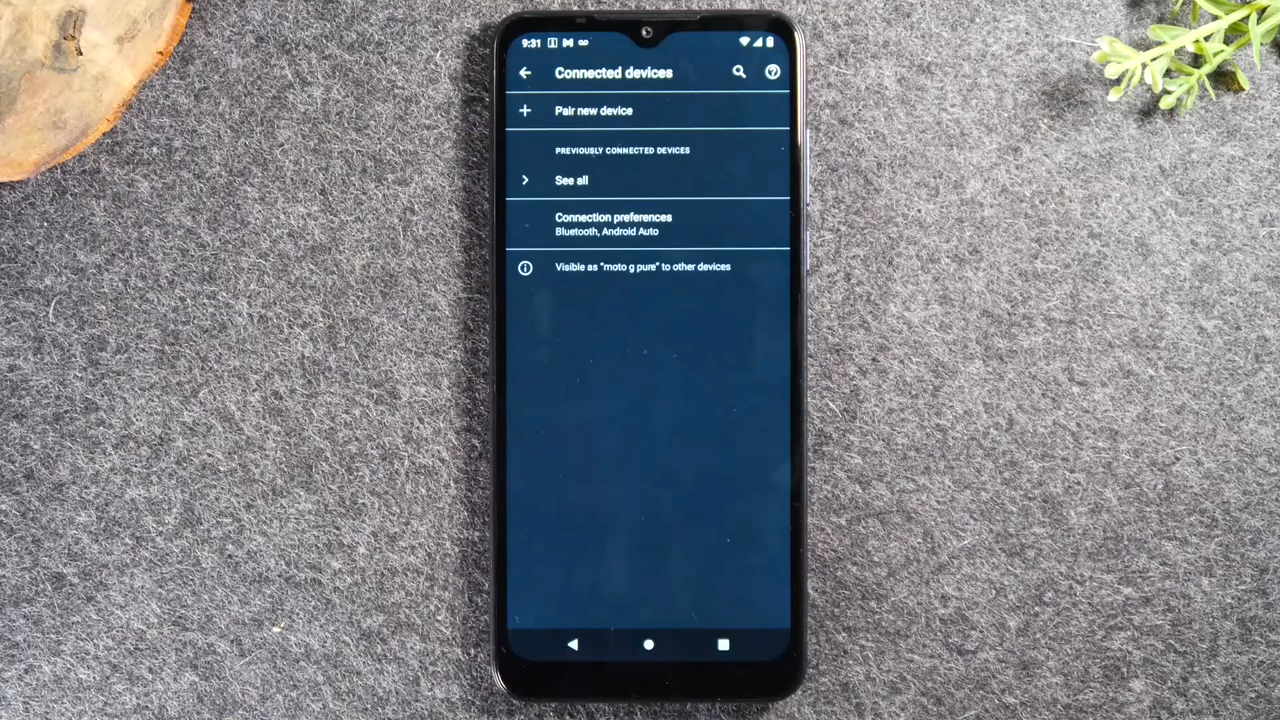 9:31
Connected devices
Pair new device
PREVIOUSLY CONNECTED DEVICES
See all
Connection preferences
Bluetooth, Android Auto
Visible as “moto g pure” to other devices